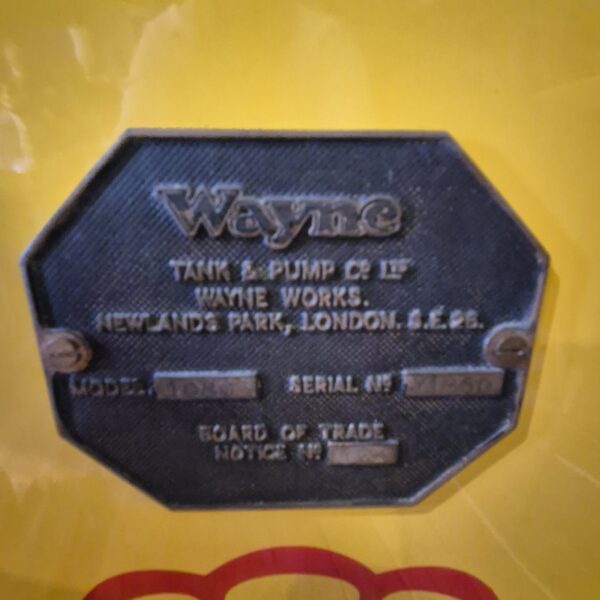 Wayne
TANK & PUMP Cº LTD
WAYNE WORKS.
NEWLANDS PARK, LONDON. S.E.26.
MODEL.
SERIAL Nº
BOARD OF TRADE
NOTICE Nº